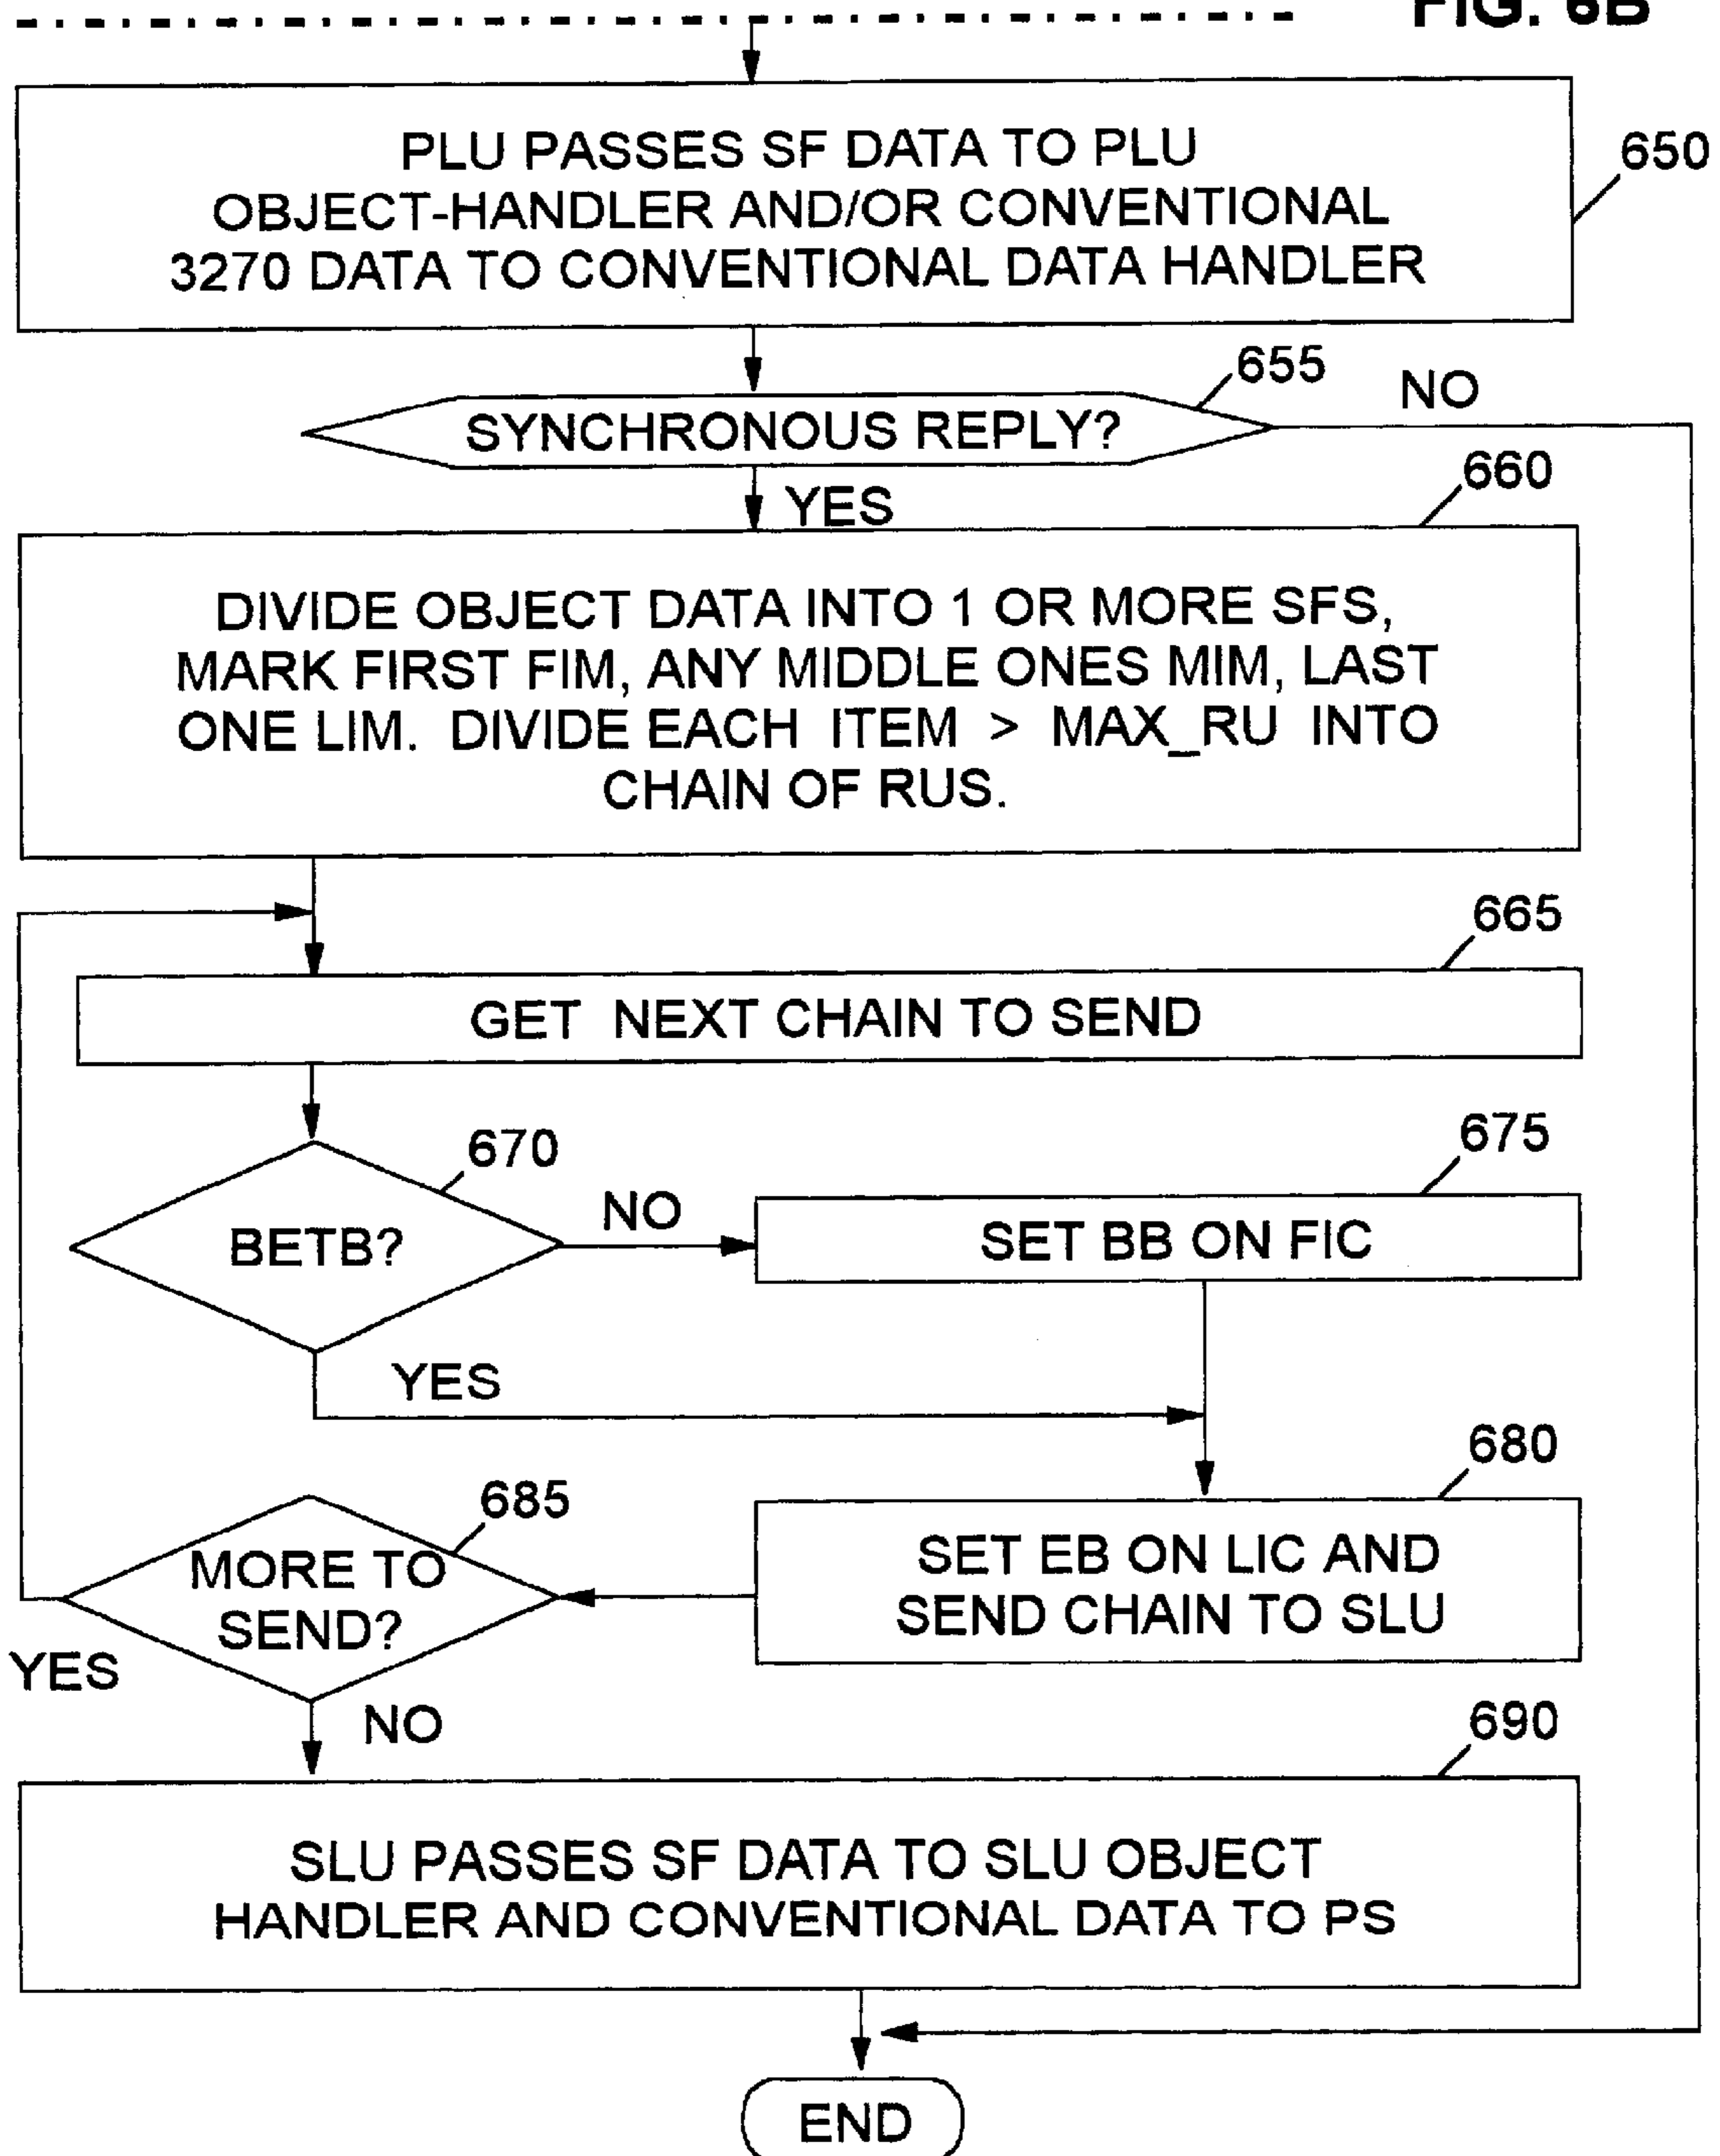 FIG. 6B
PLU PASSES SF DATA TO PLU
OBJECT-HANDLER AND/OR CONVENTIONAL
3270 DATA TO CONVENTIONAL DATA HANDLER
650
655
SYNCHRONOUS REPLY?
NO
YES
660
DIVIDE OBJECT DATA INTO 1 OR MORE SFS,
MARK FIRST FIM, ANY MIDDLE ONES MIM, LAST
ONE LIM. DIVIDE EACH ITEM > MAX_RU INTO
CHAIN OF RUS.
665
GET NEXT CHAIN TO SEND
670
BETB?
NO
675
SET BB ON FIC
YES
680
SET EB ON LIC AND
SEND CHAIN TO SLU
685
MORE TO
SEND?
YES
NO
690
SLU PASSES SF DATA TO SLU OBJECT
HANDLER AND CONVENTIONAL DATA TO PS
END